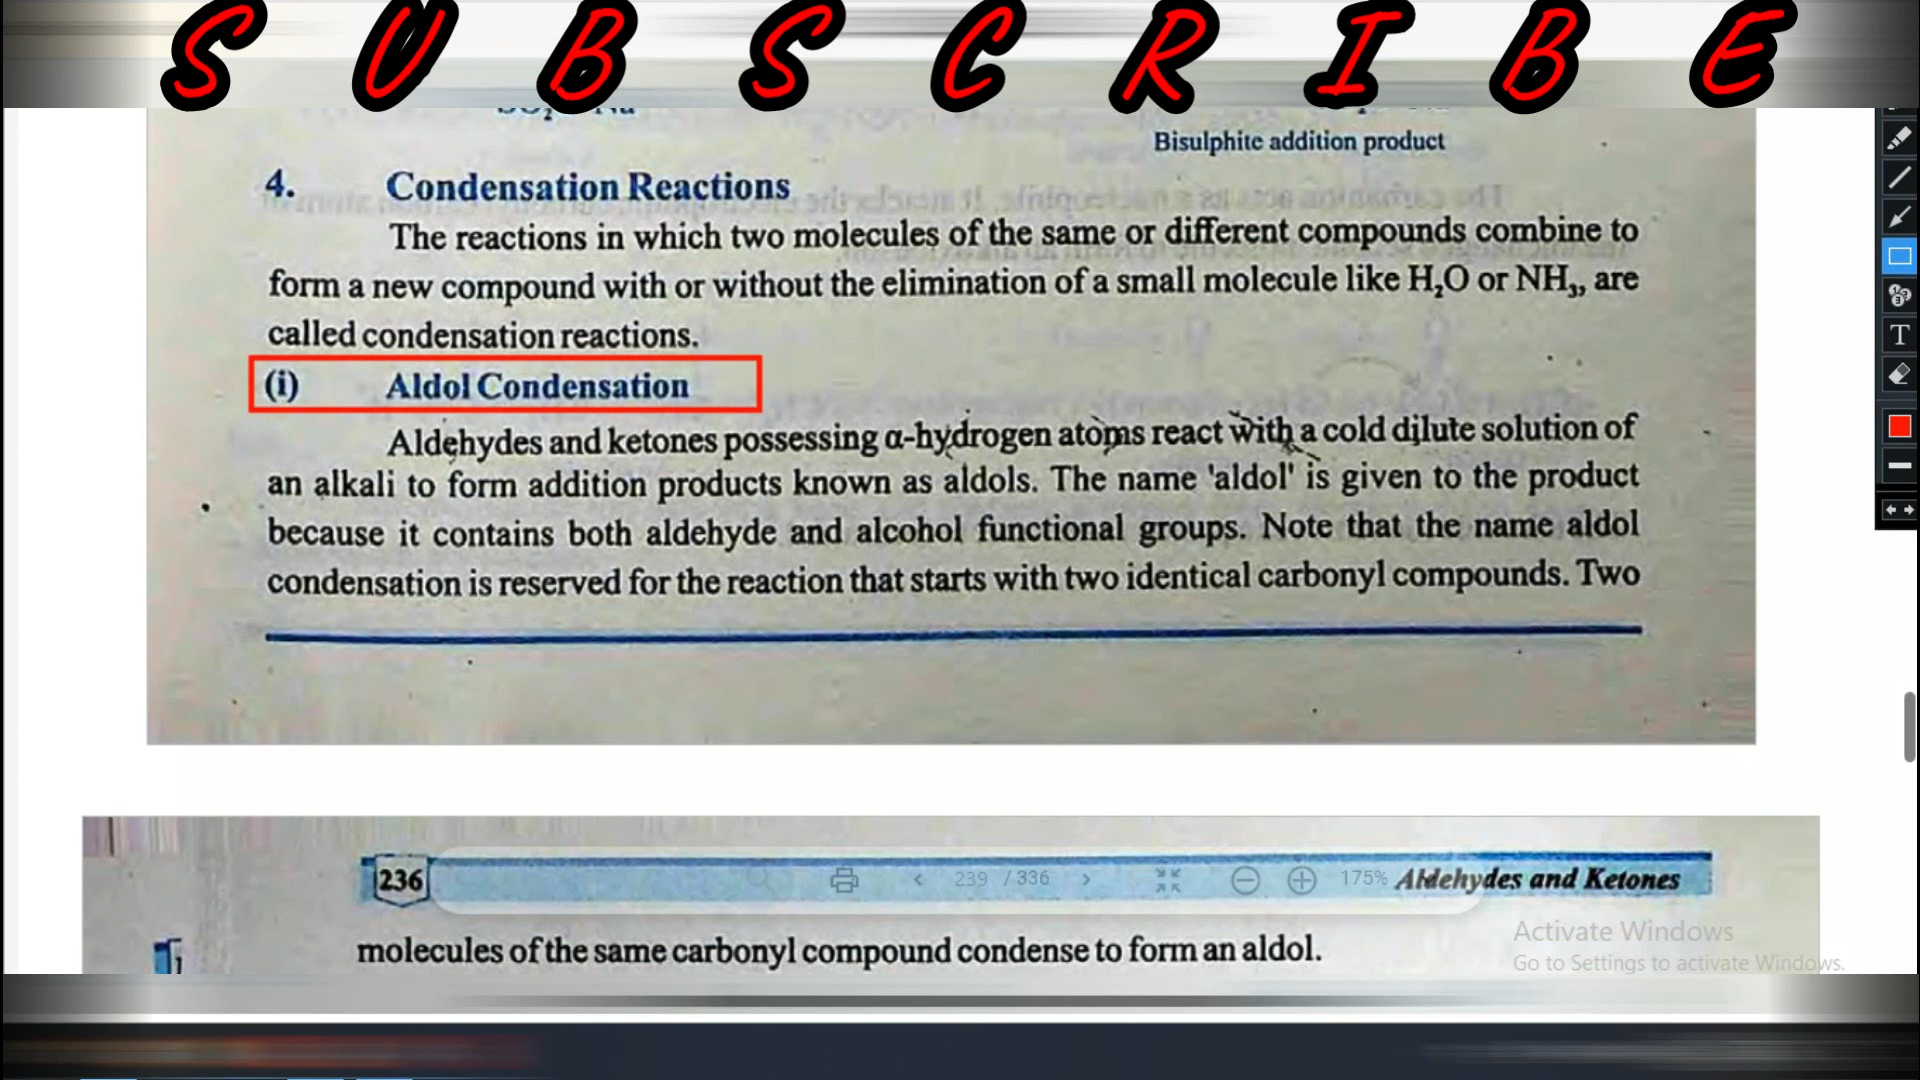 S U B S C R I B E
Bisulphite addition product
4. Condensation Reactions
The reactions in which two molecules of the same or different compounds combine to
form a new compound with or without the elimination of a small molecule like H₂O or NH₃, are
called condensation reactions.
(i) Aldol Condensation
Aldehydes and ketones possessing α-hydrogen atoms react with a cold dilute solution of
an alkali to form addition products known as aldols. The name 'aldol' is given to the product
because it contains both aldehyde and alcohol functional groups. Note that the name aldol
condensation is reserved for the reaction that starts with two identical carbonyl compounds. Two
236 239 / 336 175% Aldehydes and Ketones
molecules of the same carbonyl compound condense to form an aldol.
Activate Windows
Go to Settings to activate Windows.
T